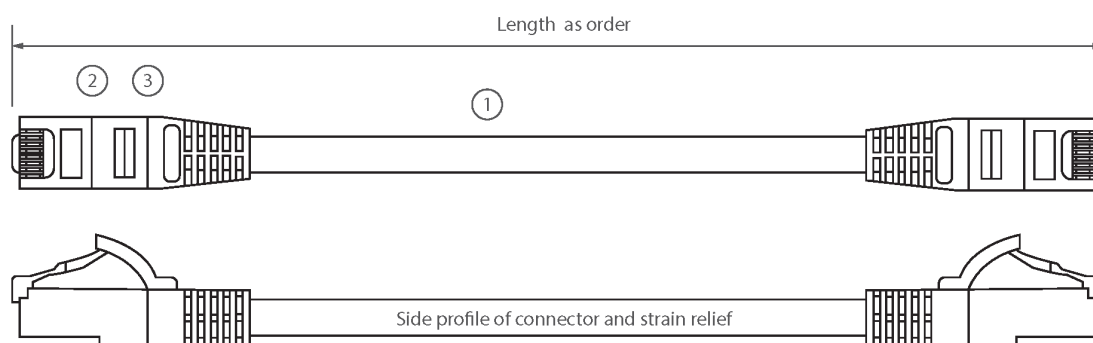 Length as order
2 3
1
Side profile of connector and strain relief